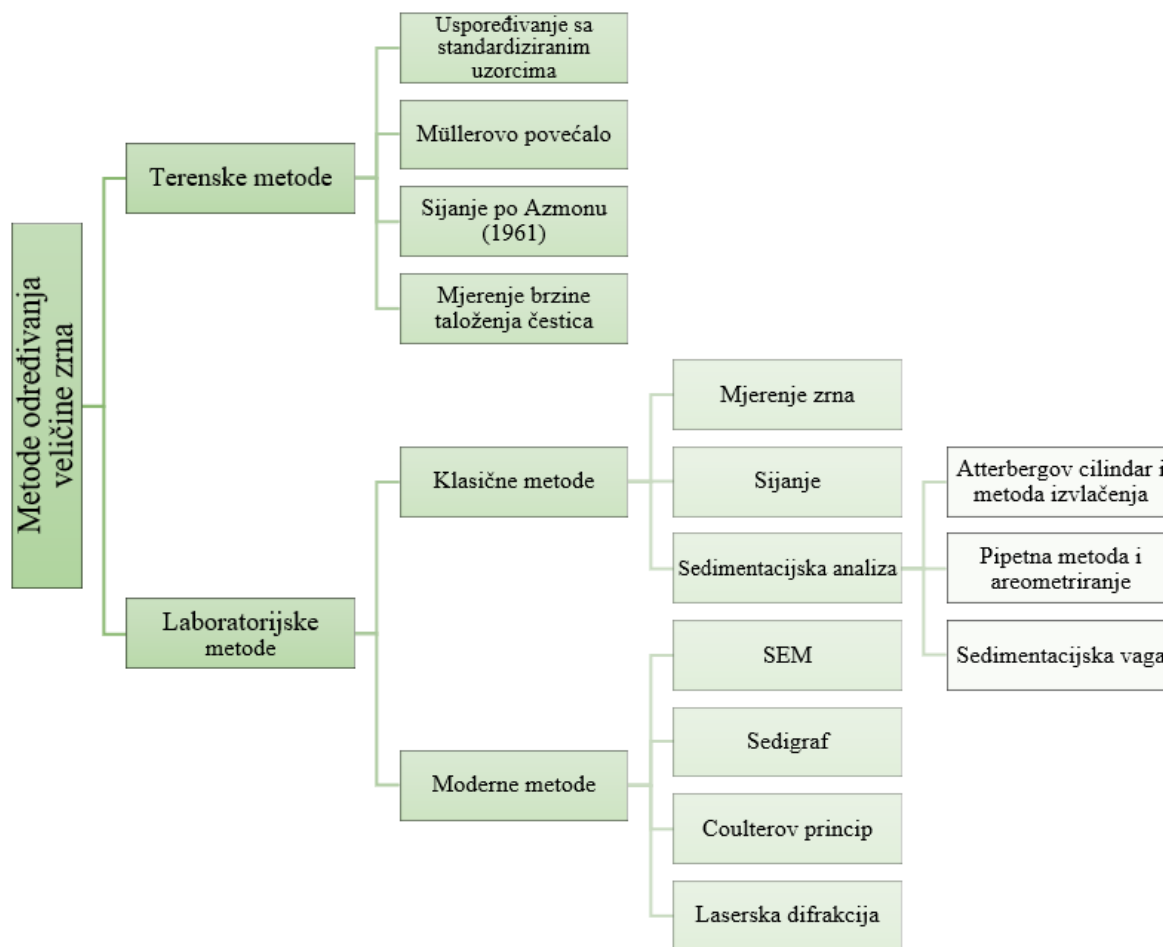 Metode određivanja
veličine zrna
Terenske metode
Uspoređivanje sa
standardiziranim
uzorcima
Müllerovo povećalo
Sijanje po Azmonu
(1961)
Mjerenje brzine
taloženja čestica
Laboratorijske
metode
Klasične metode
Mjerenje zrna
Sijanje
Sedimentacijska analiza
Atterbergov cilindar i
metoda izvlačenja
Pipetna metoda i
areometriranje
Sedimentacijska vaga
Moderne metode
SEM
Sedigraf
Coulterov princip
Laserska difrakcija